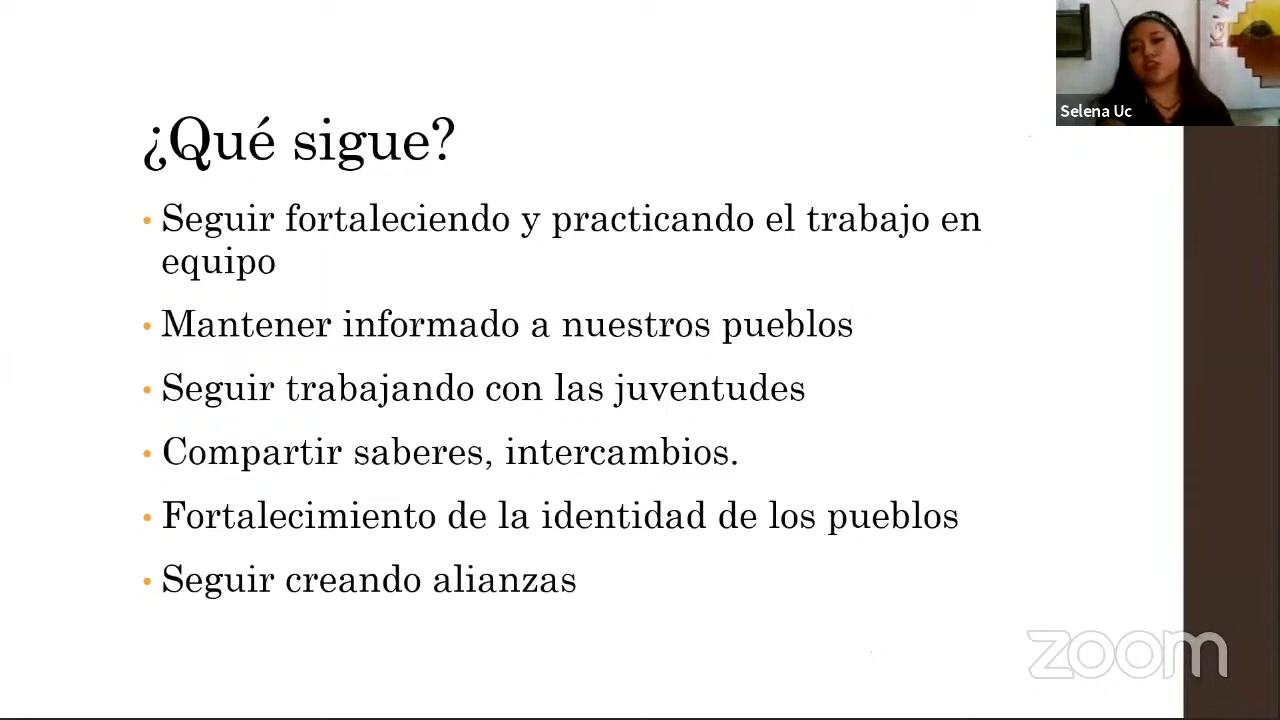 Selena Uc
¿Qué sigue?
• Seguir fortaleciendo y practicando el trabajo en
equipo
• Mantener informado a nuestros pueblos
• Seguir trabajando con las juventudes
• Compartir saberes, intercambios.
• Fortalecimiento de la identidad de los pueblos
• Seguir creando alianzas
zoom